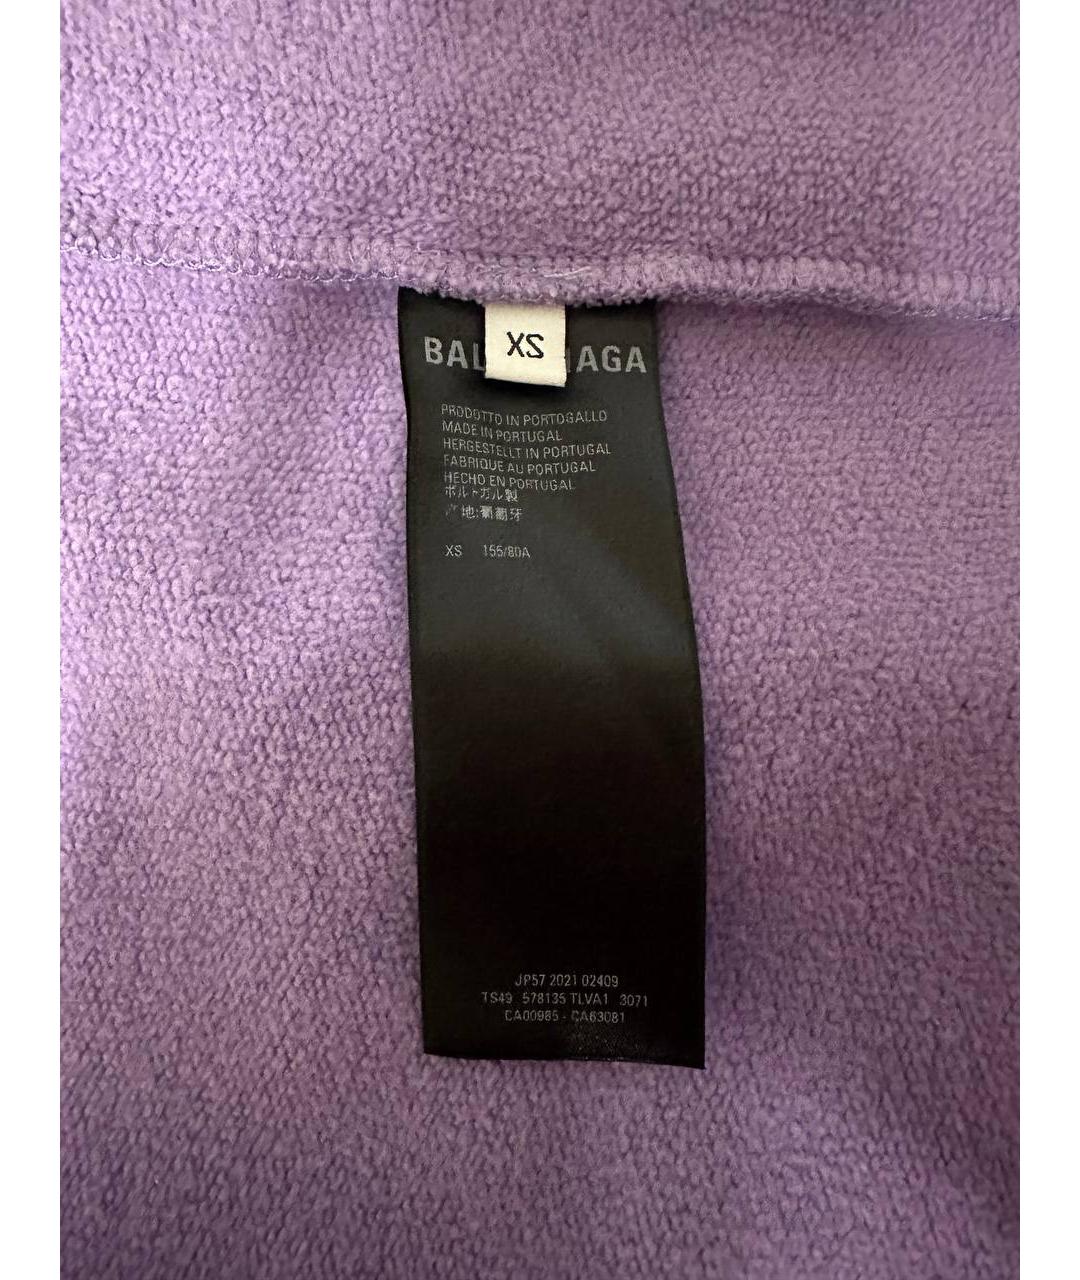 XS
BAL IAGA
PRODOTTO IN PORTOGALLO
MADE IN PORTUGAL
HERGESTELLT IN PORTUGAL
FABRIQUE AU PORTUGAL
HECHO EN PORTUGAL
ポルトガル製
产地:葡萄牙
XS 155/80A
JP57 2021 02409
TS49 578135 TLVA1 3071
CA00985 - CA63081